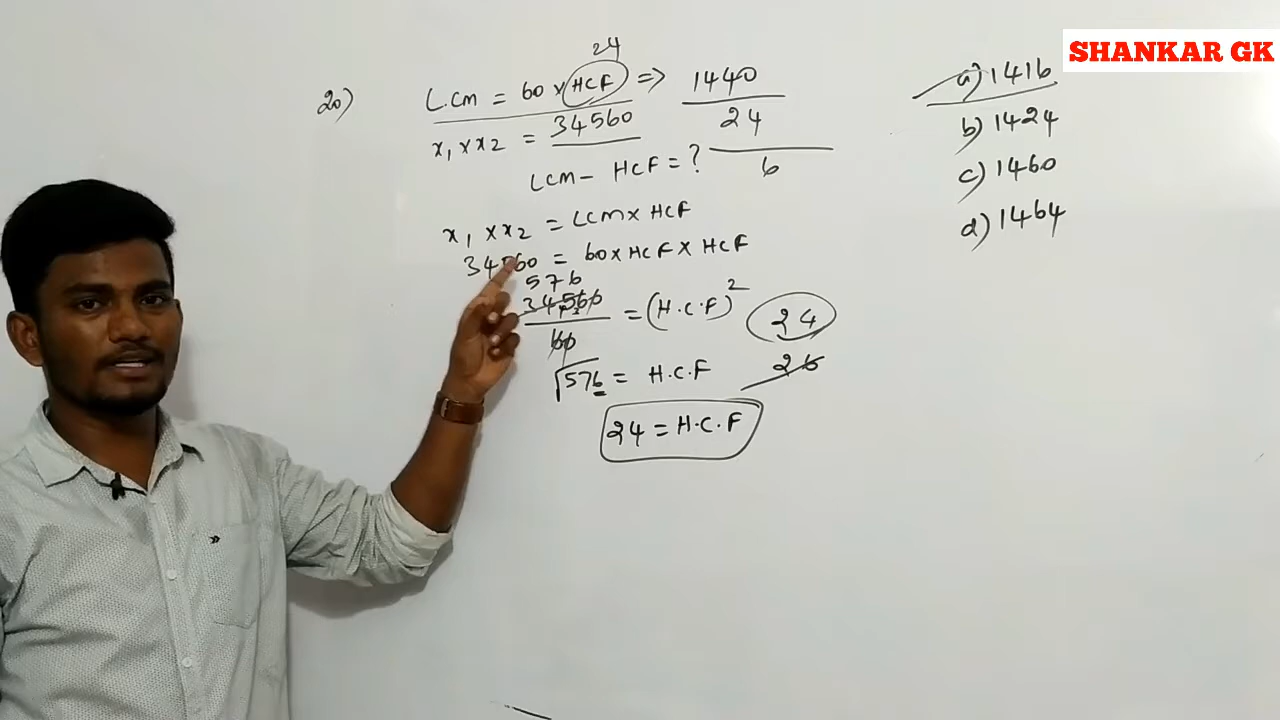 SHANKAR GK
24
20) L.CM = 60 × HCF => 1440
x₁ × x₂ = 34560 24
LCM - HCF = ? 6
x₁ × x₂ = LCM × HCF
34560 = 60 × HCF × HCF
576
34560 = (H.C.F)² 24
60
√576 = H.C.F 26
24 = H.C.F
a) 1416
b) 1424
c) 1460
d) 1464